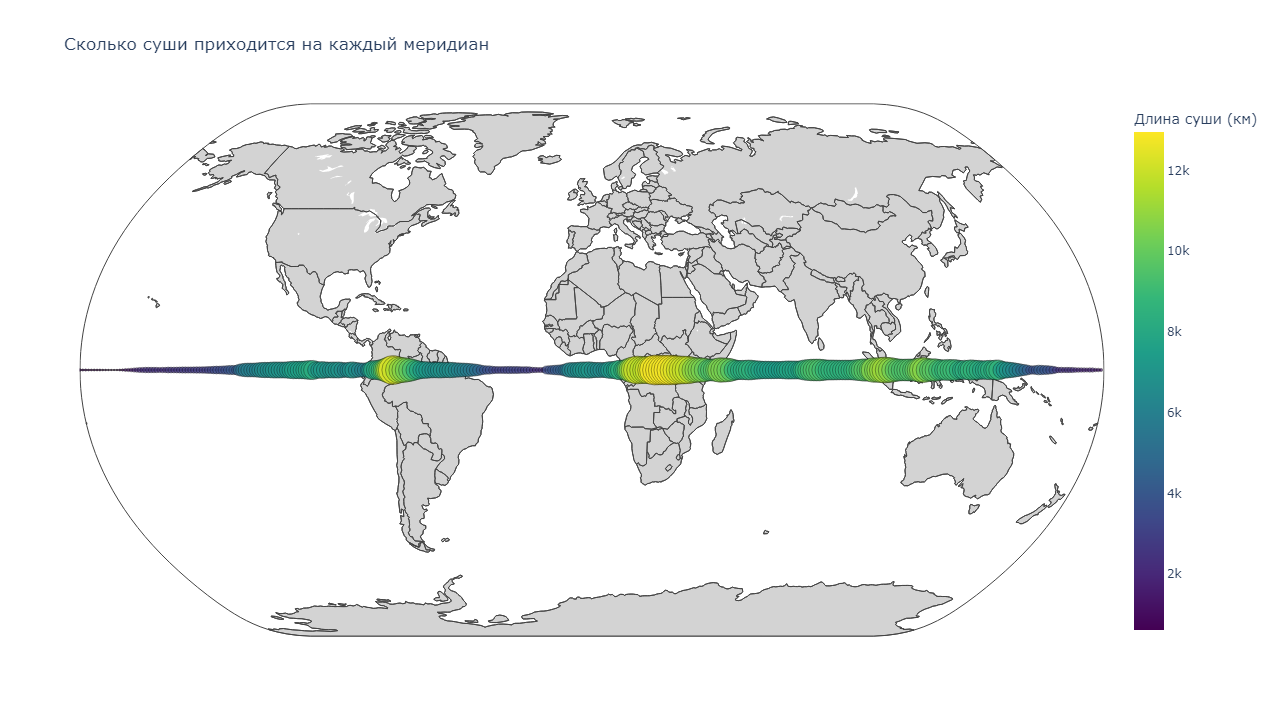 Сколько суши приходится на каждый меридиан
Длина суши (км)
12k
10k
8k
6k
4k
2k